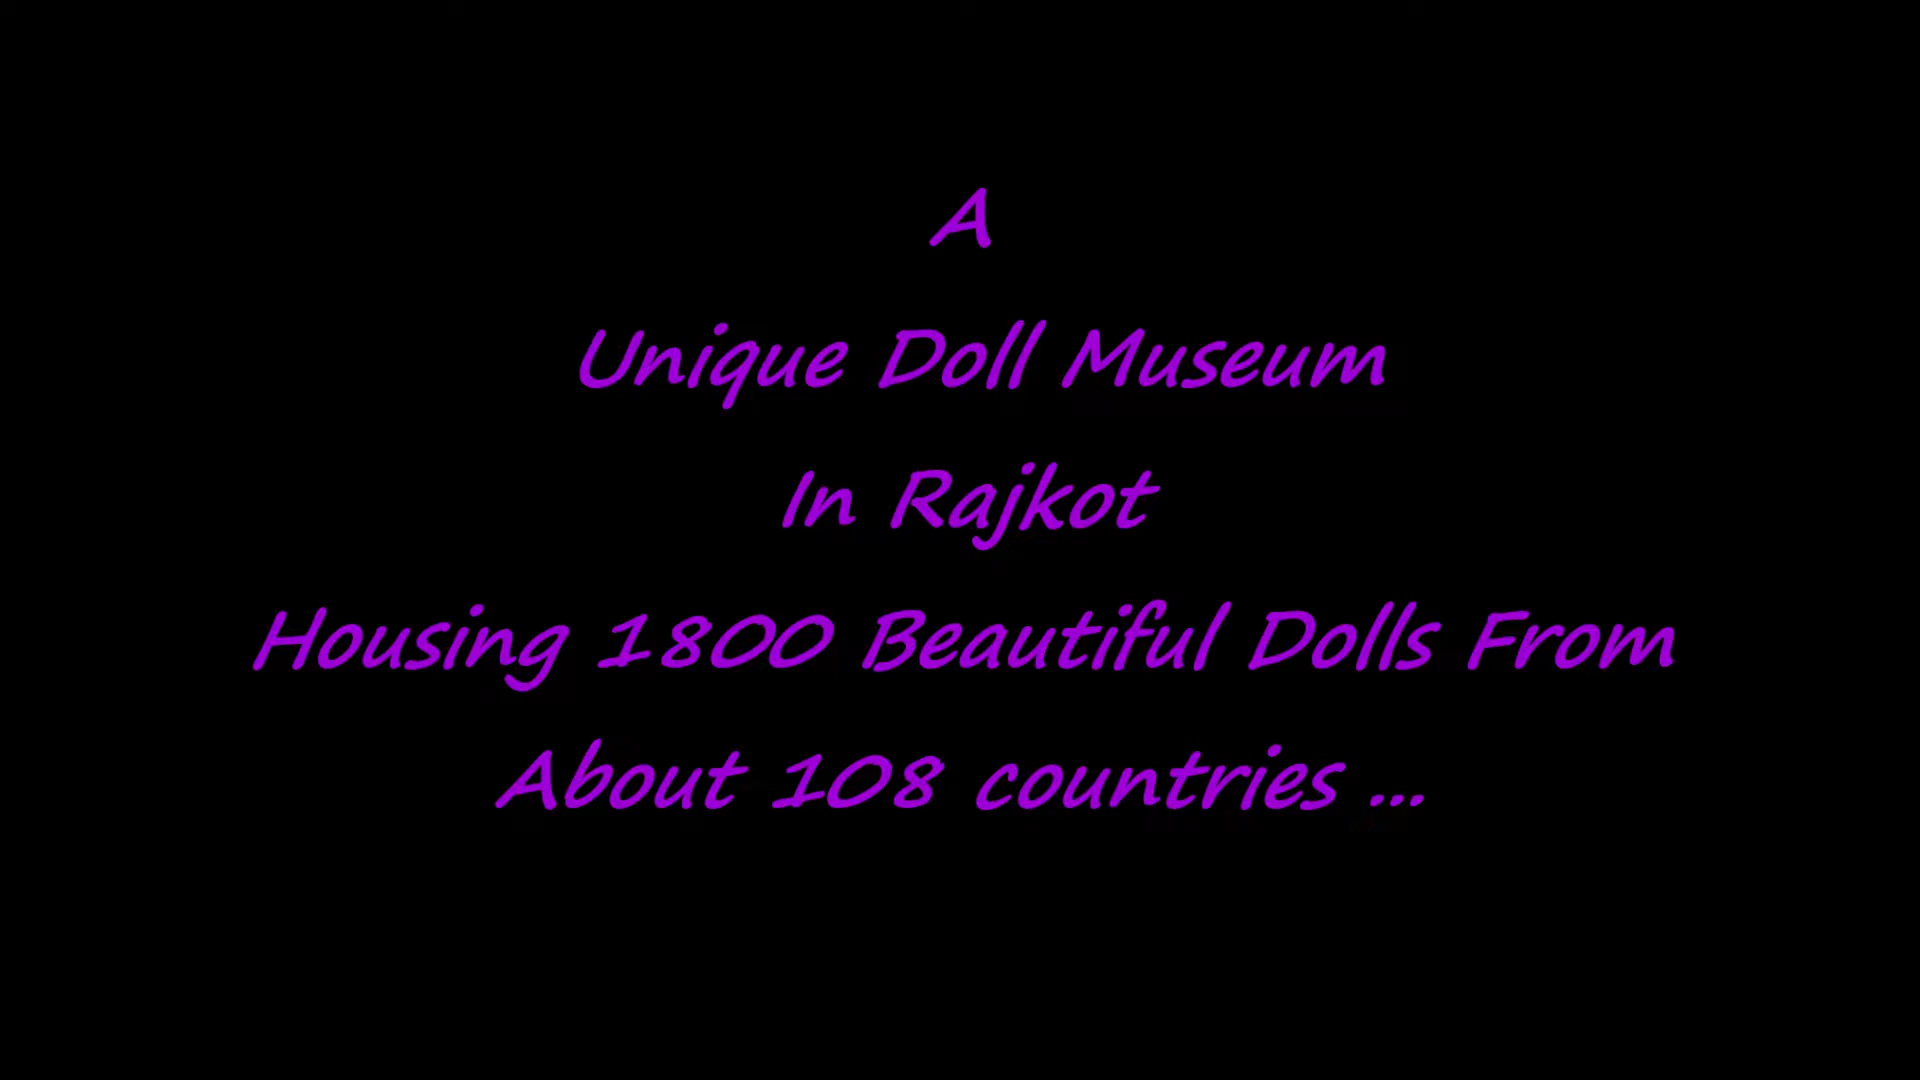 A
Unique Doll Museum
In Rajkot
Housing 1800 Beautiful Dolls From
About 108 countries ...